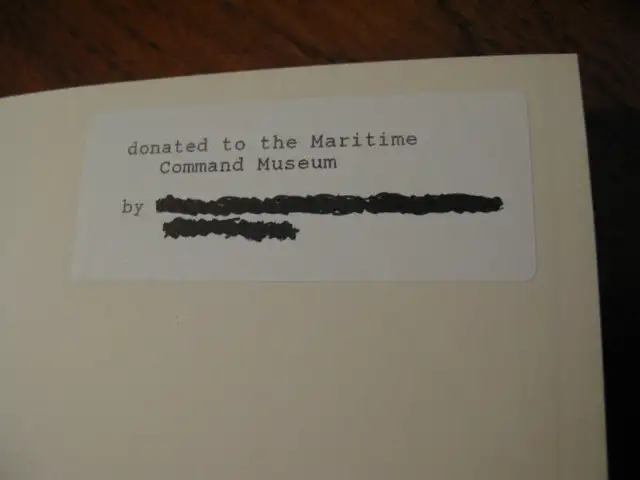 donated to the Maritime
Command Museum
by